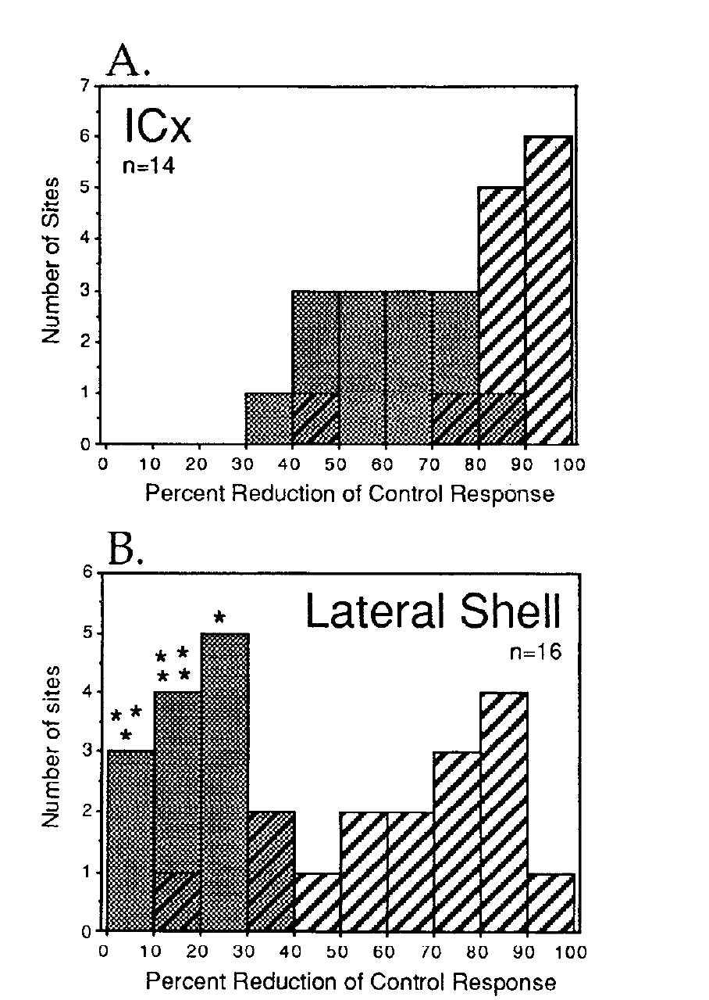 A.
ICx
n=14
Number of Sites
7
6
5
4
3
2
1
0
0 10 20 30 40 50 60 70 80 90 100
Percent Reduction of Control Response
B.
Lateral Shell
n=16
Number of sites
6
5
4
3
2
1
0
*
* *
* *
* *
*
0 10 20 30 40 50 60 70 80 90 100
Percent Reduction of Control Response